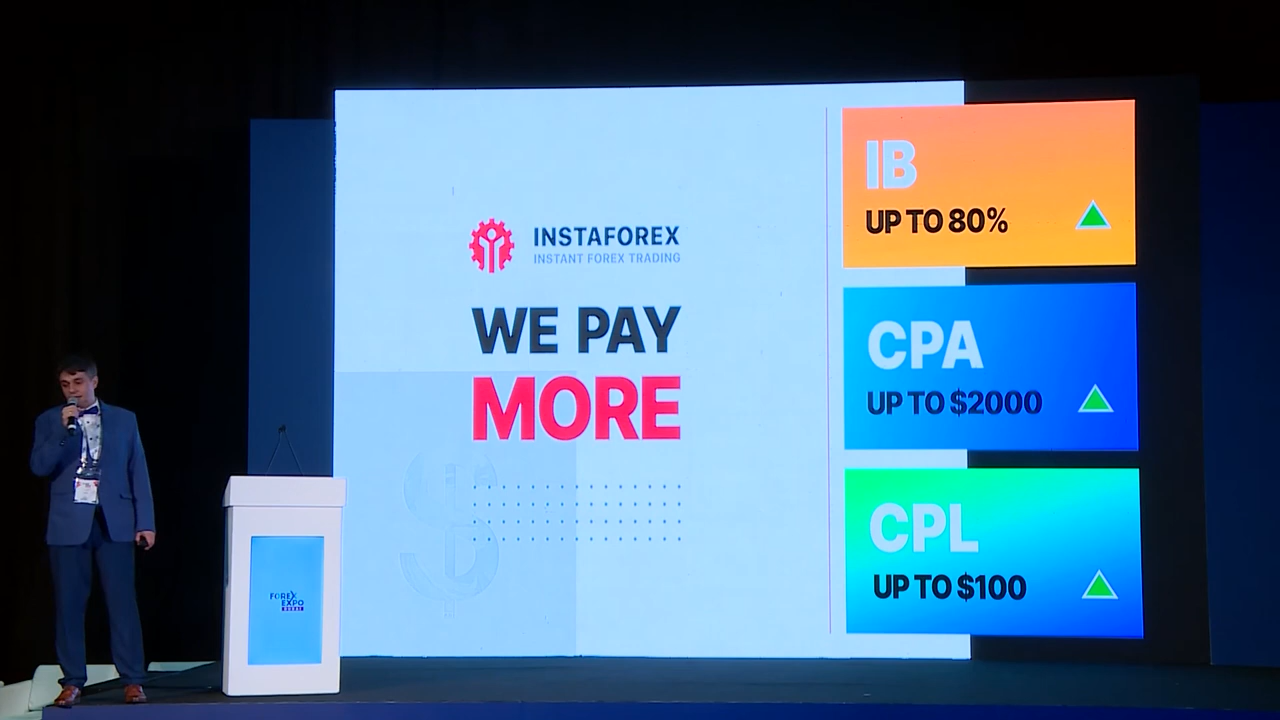 INSTAFOREX
INSTANT FOREX TRADING
WE PAY
MORE
IB
UP TO 80%
CPA
UP TO $2000
CPL
UP TO $100
FOREX
EXPO
DUBAI